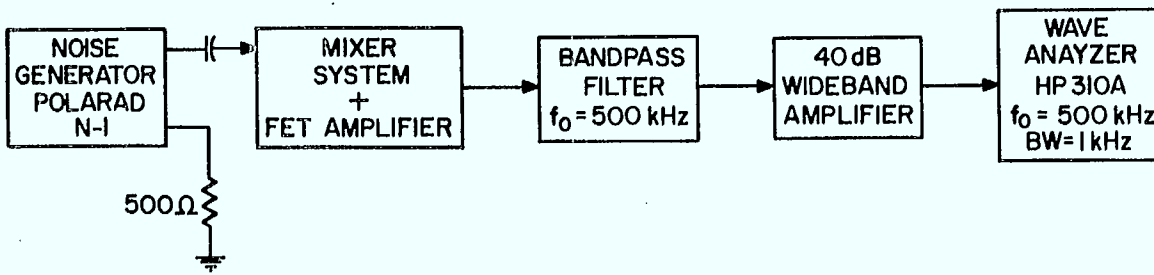 NOISE
GENERATOR
POLARAD
N-1
500Ω
MIXER
SYSTEM
+
FET AMPLIFIER
BANDPASS
FILTER
f₀ = 500 kHz
40 dB
WIDEBAND
AMPLIFIER
WAVE
ANAYZER
HP 310A
f₀ = 500 kHz
BW = 1 kHz